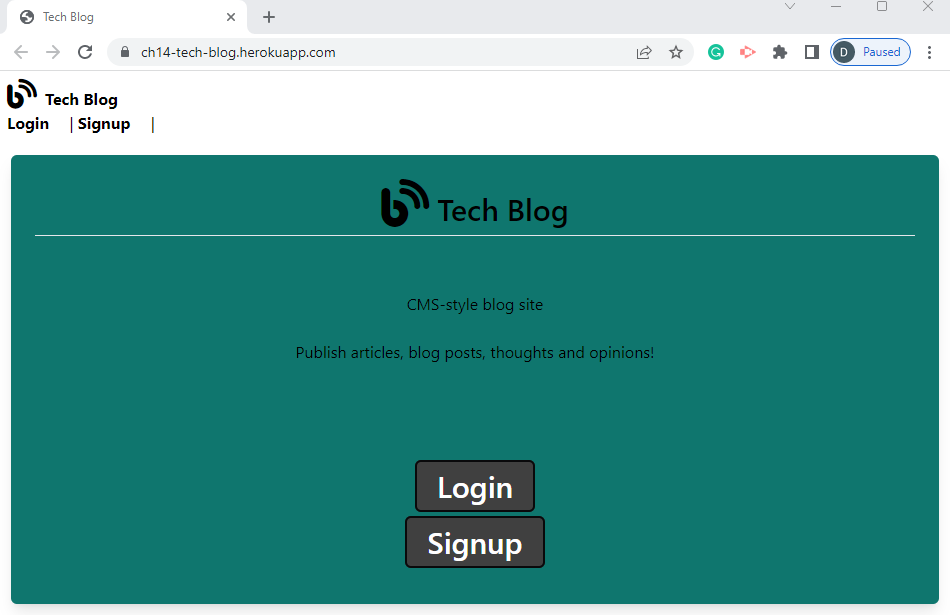 Tech Blog
ch14-tech-blog.herokuapp.com
D Paused
Tech Blog
Login | Signup |
Tech Blog
CMS-style blog site
Publish articles, blog posts, thoughts and opinions!
Login
Signup